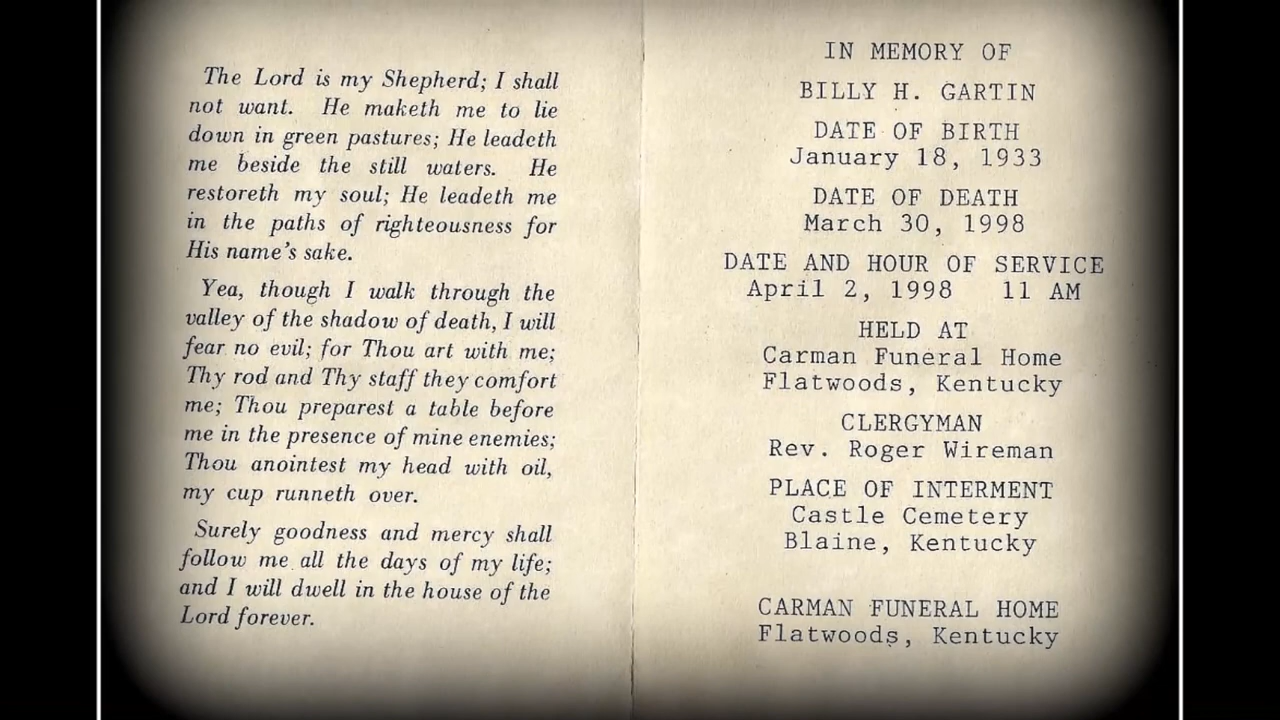 The Lord is my Shepherd; I shall
not want. He maketh me to lie
down in green pastures; He leadeth
me beside the still waters. He
restoreth my soul; He leadeth me
in the paths of righteousness for
His name's sake.
Yea, though I walk through the
valley of the shadow of death, I will
fear no evil; for Thou art with me;
Thy rod and Thy staff they comfort
me; Thou preparest a table before
me in the presence of mine enemies;
Thou anointest my head with oil,
my cup runneth over.
Surely goodness and mercy shall
follow me all the days of my life;
and I will dwell in the house of the
Lord forever.
IN MEMORY OF
BILLY H. GARTIN
DATE OF BIRTH
January 18, 1933
DATE OF DEATH
March 30, 1998
DATE AND HOUR OF SERVICE
April 2, 1998 11 AM
HELD AT
Carman Funeral Home
Flatwoods, Kentucky
CLERGYMAN
Rev. Roger Wireman
PLACE OF INTERMENT
Castle Cemetery
Blaine, Kentucky
CARMAN FUNERAL HOME
Flatwoods, Kentucky